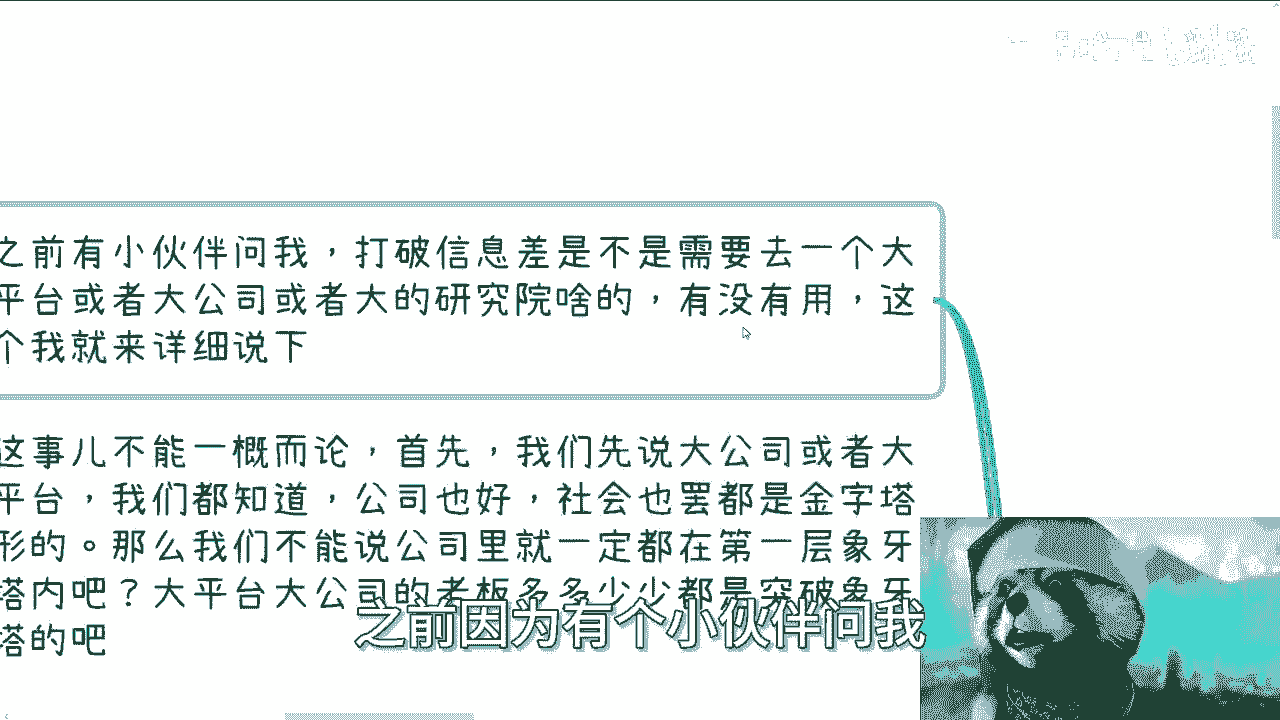 之前有小伙伴问我，打破信息差是不是需要去一个大
平台或者大公司或者大的研究院啥的，有没有用，这
个我就来详细说下
这事儿不能一概而论，首先，我们先说大公司或者大
平台，我们都知道，公司也好，社会也罢都是金字塔
形的。那么我们不能说公司里就一定都在第一层象牙
塔内吧？大平台大公司的老板多多少少都是突破象牙
塔的吧
之前因为有个小伙伴问我